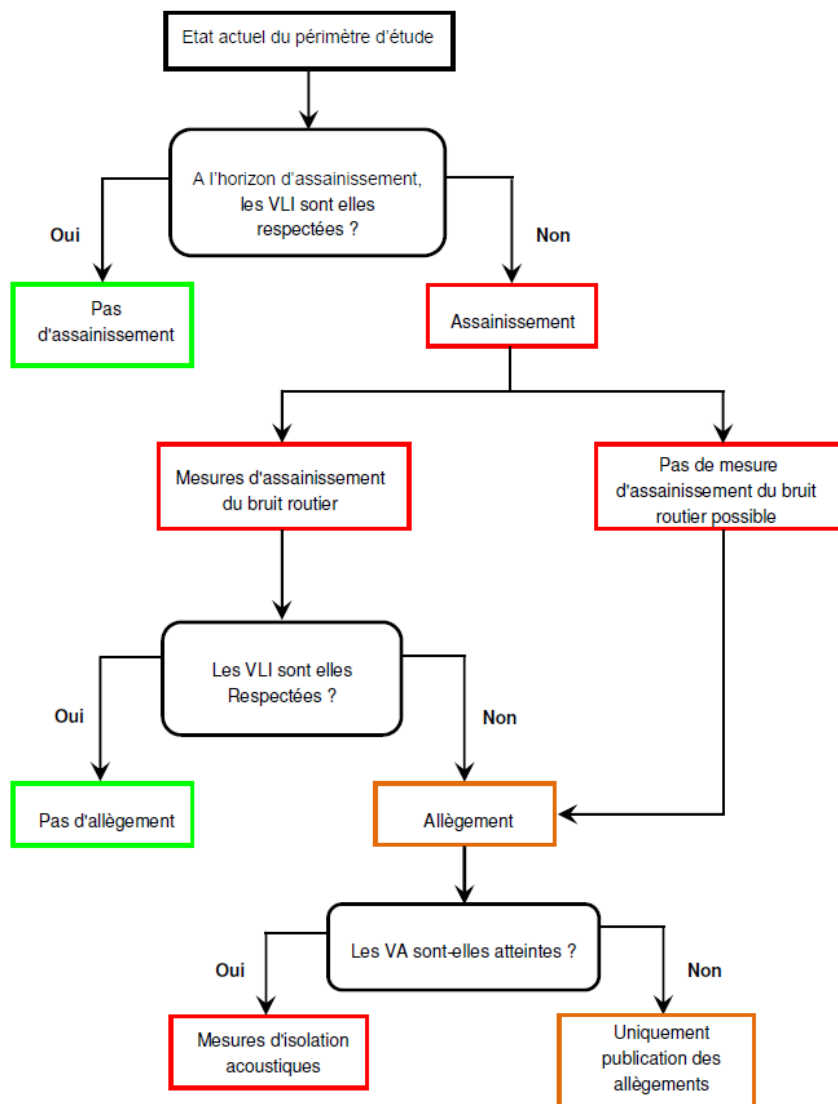 Etat actuel du périmètre d'étude
A l'horizon d'assainissement,
les VLI sont elles
respectées ?
Oui
Non
Pas
d'assainissement
Assainissement
Mesures d'assainissement
du bruit routier
Pas de mesure
d'assainissement du bruit
routier possible
Les VLI sont elles
Respectées ?
Oui
Non
Pas d'allègement
Allègement
Les VA sont-elles atteintes ?
Oui
Non
Mesures d'isolation
acoustiques
Uniquement
publication des
allègements